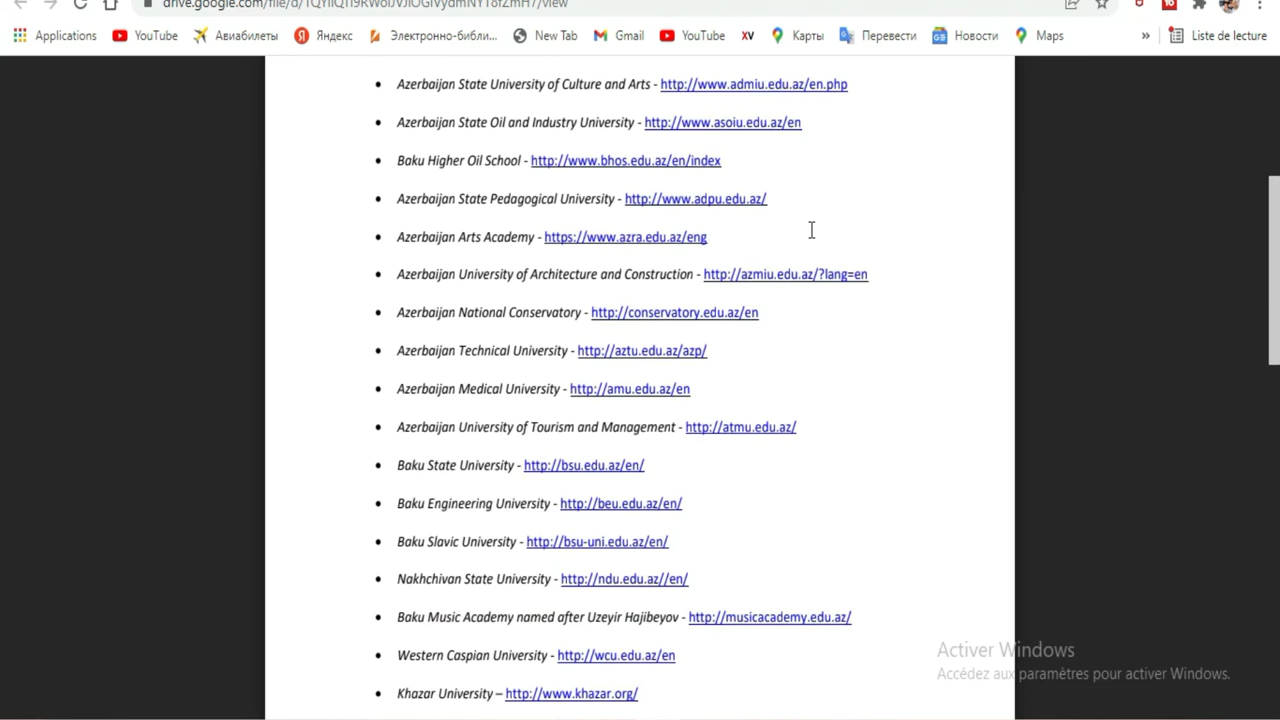 drive.google.com/file/d/
Applications YouTube Авиабилеты Яндекс Электронно-библи... New Tab Gmail YouTube XV Карты Перевести Новости Maps » Liste de lecture
• Azerbaijan State University of Culture and Arts - http://www.admiu.edu.az/en.php
• Azerbaijan State Oil and Industry University - http://www.asoiu.edu.az/en
• Baku Higher Oil School - http://www.bhos.edu.az/en/index
• Azerbaijan State Pedagogical University - http://www.adpu.edu.az/
• Azerbaijan Arts Academy - https://www.azra.edu.az/eng
• Azerbaijan University of Architecture and Construction - http://azmiu.edu.az/?lang=en
• Azerbaijan National Conservatory - http://conservatory.edu.az/en
• Azerbaijan Technical University - http://aztu.edu.az/azp/
• Azerbaijan Medical University - http://amu.edu.az/en
• Azerbaijan University of Tourism and Management - http://atmu.edu.az/
• Baku State University - http://bsu.edu.az/en/
• Baku Engineering University - http://beu.edu.az/en/
• Baku Slavic University - http://bsu-uni.edu.az/en/
• Nakhchivan State University - http://ndu.edu.az//en/
• Baku Music Academy named after Uzeyir Hajibeyov - http://musicacademy.edu.az/
• Western Caspian University - http://wcu.edu.az/en
• Khazar University – http://www.khazar.org/
Activer Windows
Accédez aux paramètres pour activer Windows.